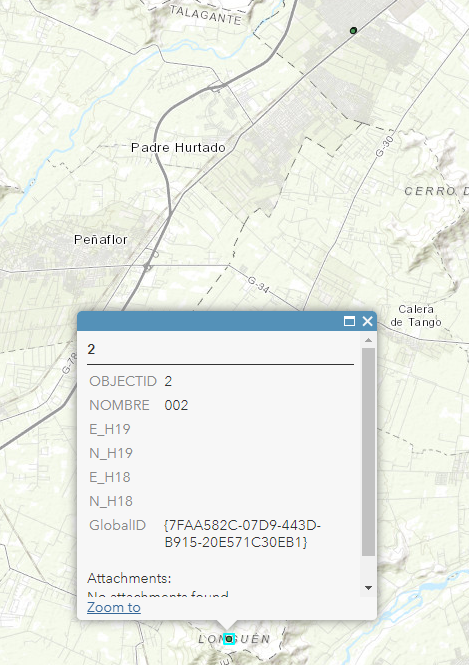 TALAGANTE
Padre Hurtado
G-30
CERRO D
Peñaflor
G-34
Calera
de Tango
G-78
2
OBJECTID 2
NOMBRE 002
E_H19
N_H19
E_H18
N_H18
GlobalID {7FAA582C-07D9-443D-
B915-20E571C30EB1}
Attachments:
No attachments found
Zoom to
LONQUÉN